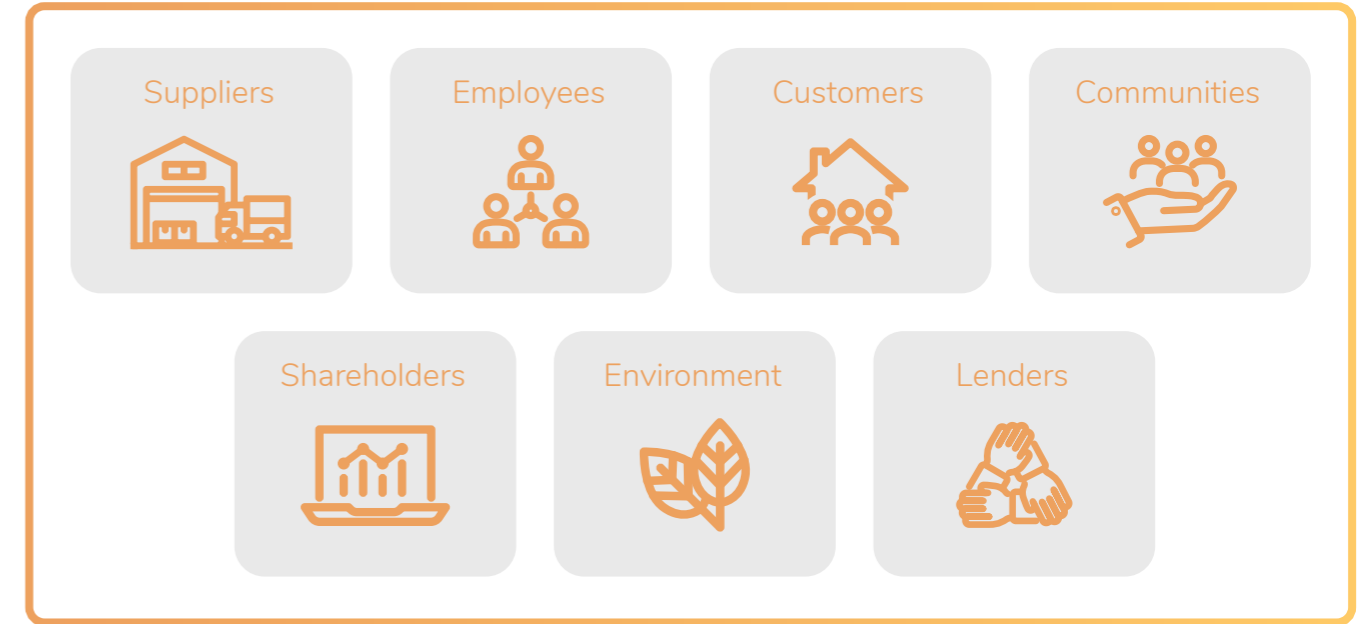 Suppliers
Employees
Customers
Communities
Shareholders
Environment
Lenders